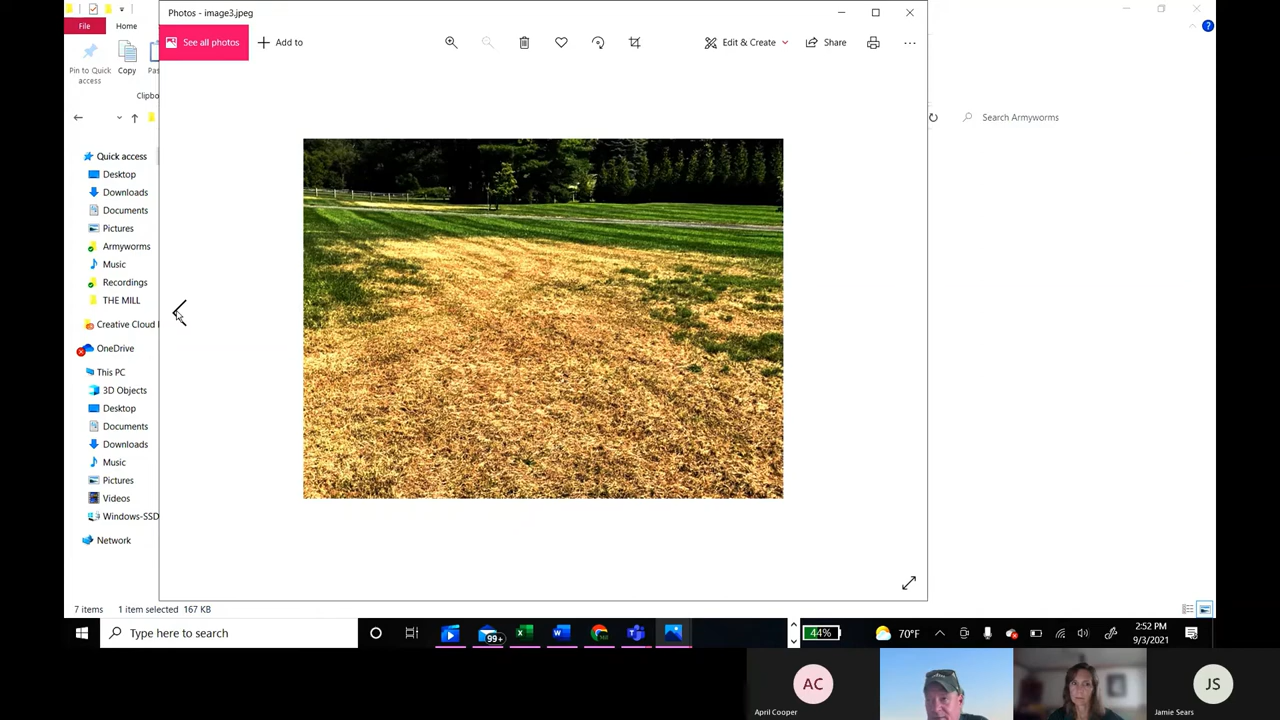 Photos - image3.jpeg
File
Home
See all photos
Add to
Edit & Create
Share
Pin to Quick
access
Copy
Pas
Clipbo
Search Armyworms
Quick access
Desktop
Downloads
Documents
Pictures
Armyworms
Music
Recordings
THE MILL
Creative Cloud
OneDrive
This PC
3D Objects
Desktop
Documents
Downloads
Music
Pictures
Videos
Windows-SSD
Network
7 items 1 item selected 167 KB
Type here to search
99+
44%
70°F
2:52 PM
9/3/2021
AC
JS
April Cooper
Jamie Sears